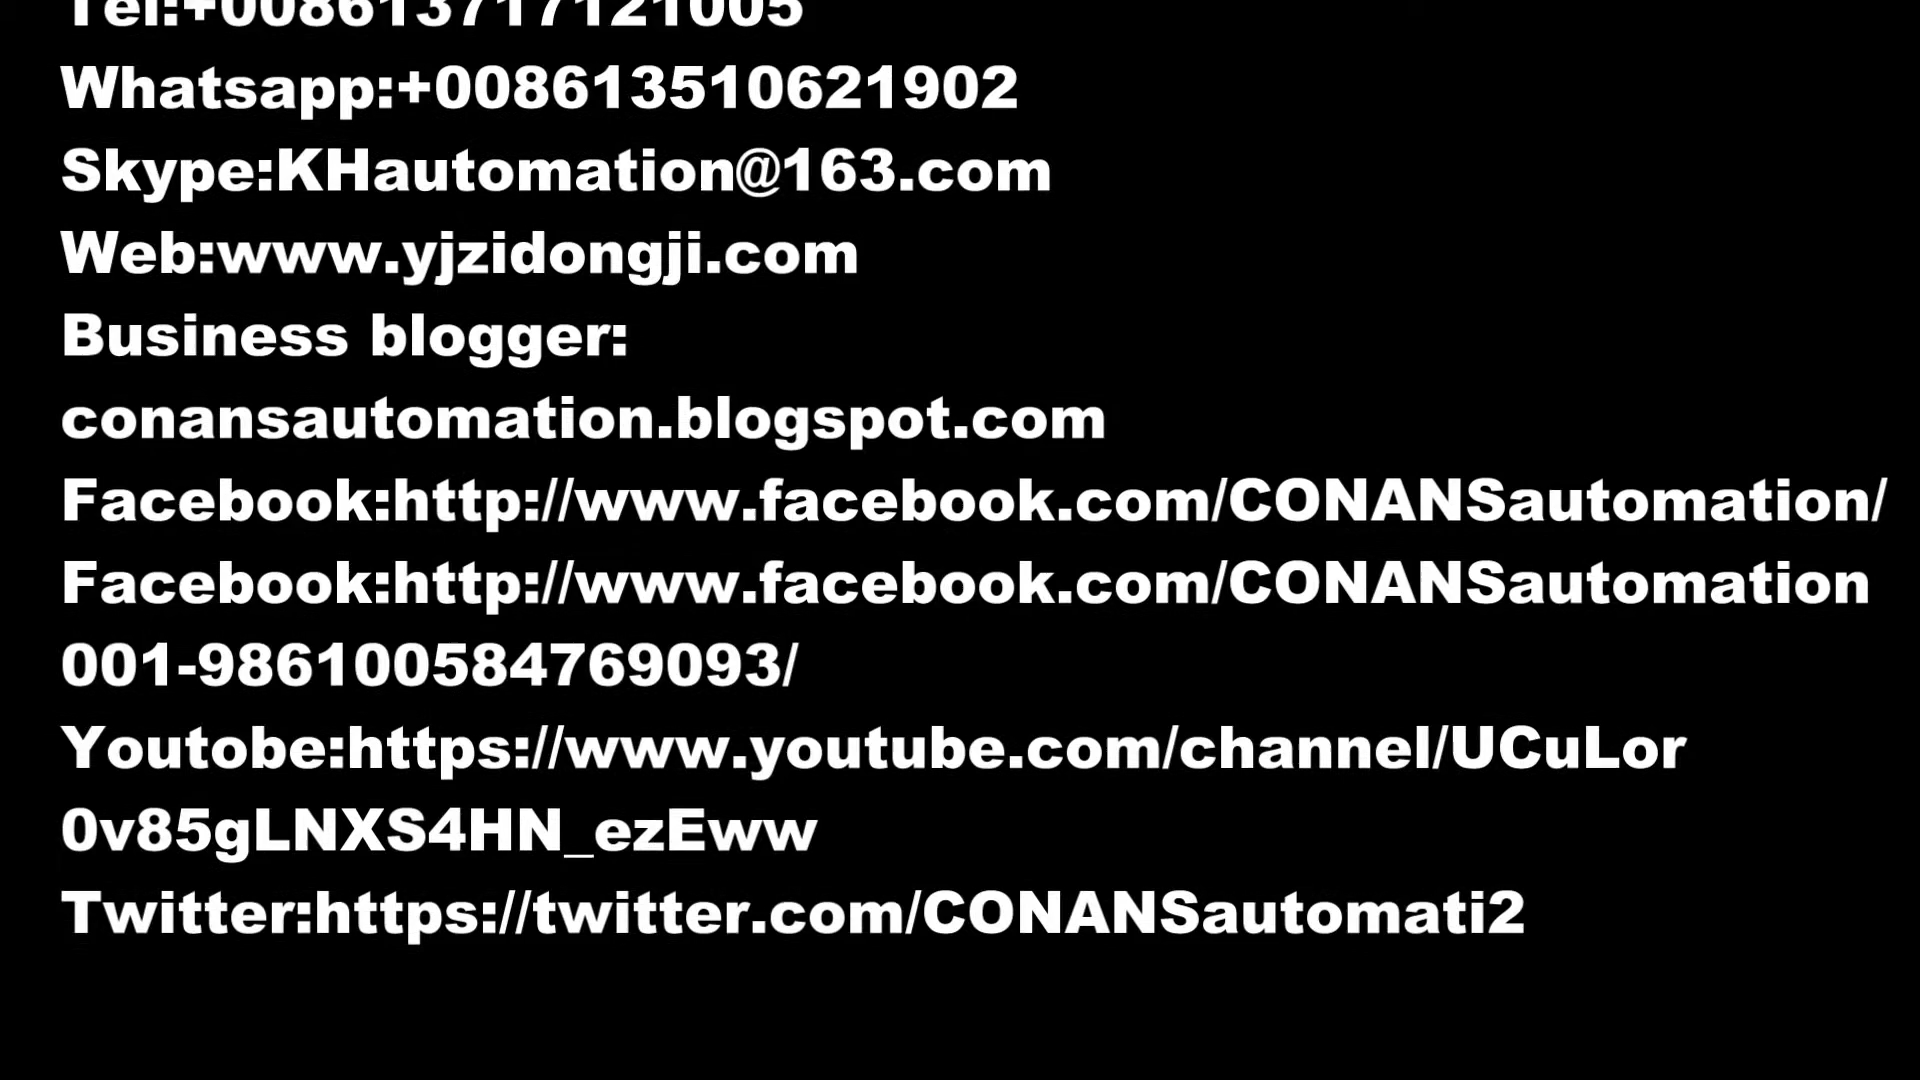 Tel:+008613717121005
Whatsapp:+008613510621902
Skype:KHautomation@163.com
Web:www.yjzidongji.com
Business blogger:
conansautomation.blogspot.com
Facebook:http://www.facebook.com/CONANSautomation/
Facebook:http://www.facebook.com/CONANSautomation
001-986100584769093/
Youtobe:https://www.youtube.com/channel/UCuLor
0v85gLNXS4HN_ezEww
Twitter:https://twitter.com/CONANSautomati2